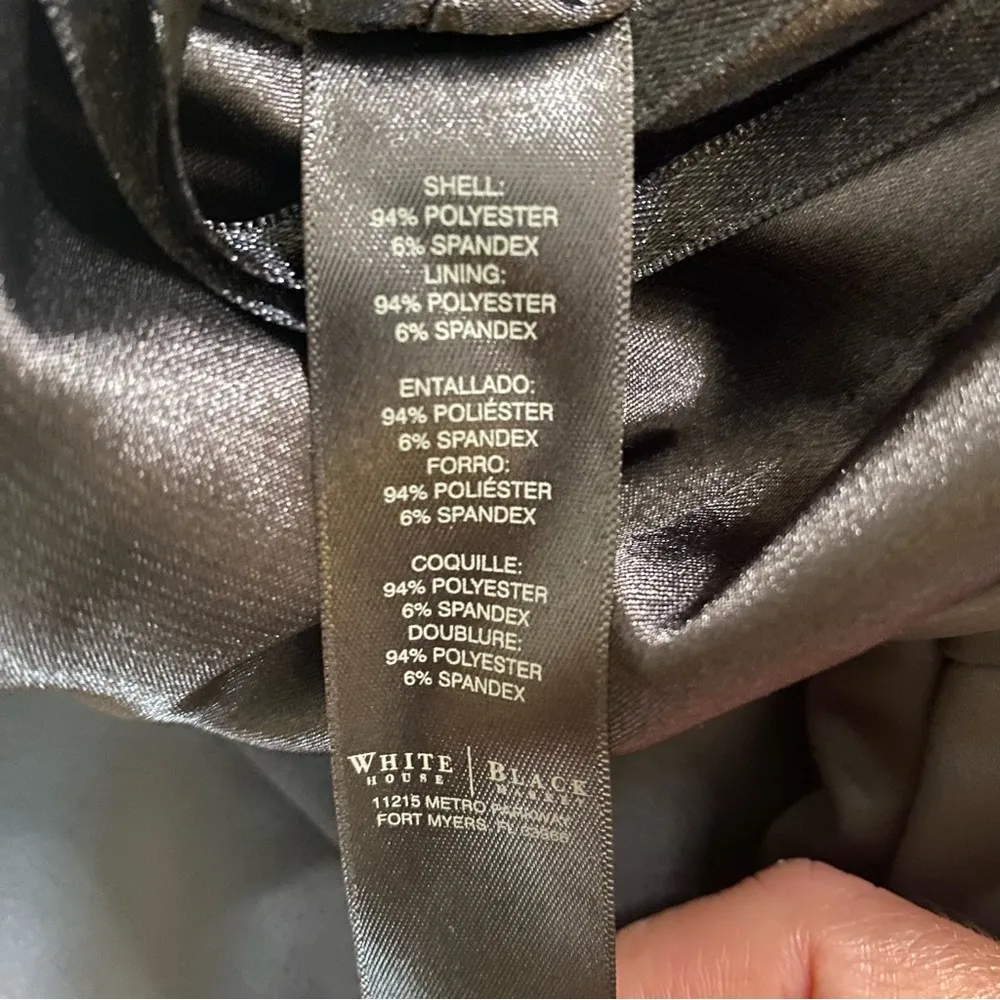 SHELL:
94% POLYESTER
6% SPANDEX
LINING:
94% POLYESTER
6% SPANDEX
ENTALLADO:
94% POLIÉSTER
6% SPANDEX
FORRO:
94% POLIÉSTER
6% SPANDEX
COQUILLE:
94% POLYESTER
6% SPANDEX
DOUBLURE:
94% POLYESTER
6% SPANDEX
WHITE HOUSE | BLACK MARKET
11215 METRO PARKWAY
FORT MYERS, FL